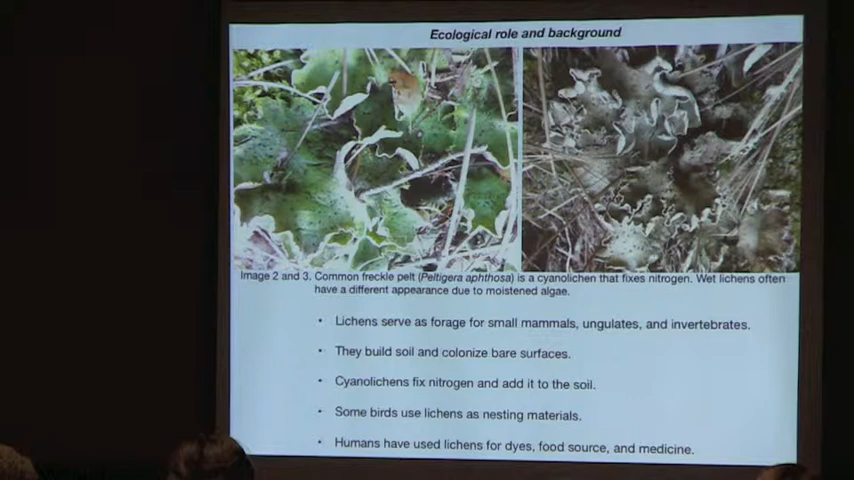 Ecological role and background
Image 2 and 3. Common freckle pelt (Peltigera aphthosa) is a cyanolichen that fixes nitrogen. Wet lichens often
have a different appearance due to moistened algae.
• Lichens serve as forage for small mammals, ungulates, and invertebrates.
• They build soil and colonize bare surfaces.
• Cyanolichens fix nitrogen and add it to the soil.
• Some birds use lichens as nesting materials.
• Humans have used lichens for dyes, food source, and medicine.